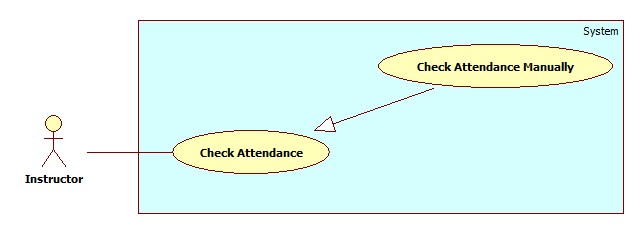 System
Check Attendance Manually
Check Attendance
Instructor